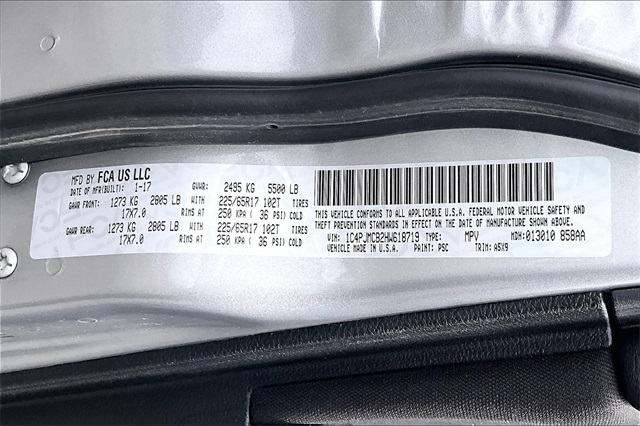 MFD BY FCA US LLC
DATE OF MFR(BUILT): 1-17 GVWR: 2495 KG 5500 LB
GAWR FRONT: 1273 KG 2805 LB WITH 225/65R17 102T TIRES
17X7.0 RIMS AT 250 KPA ( 36 PSI) COLD
GAWR REAR: 1273 KG 2805 LB WITH 225/65R17 102T TIRES
17X7.0 RIMS AT 250 KPA ( 36 PSI) COLD
THIS VEHICLE CONFORMS TO ALL APPLICABLE U.S.A. FEDERAL MOTOR VEHICLE SAFETY AND
THEFT PREVENTION STANDARDS IN EFFECT ON THE DATE OF MANUFACTURE SHOWN ABOVE.
VIN: 1C4PJMCB2HW618719 TYPE: MPV MDH:013010 858AA
VEHICLE MADE IN U.S.A. PAINT: PSC TRIM: A5X9